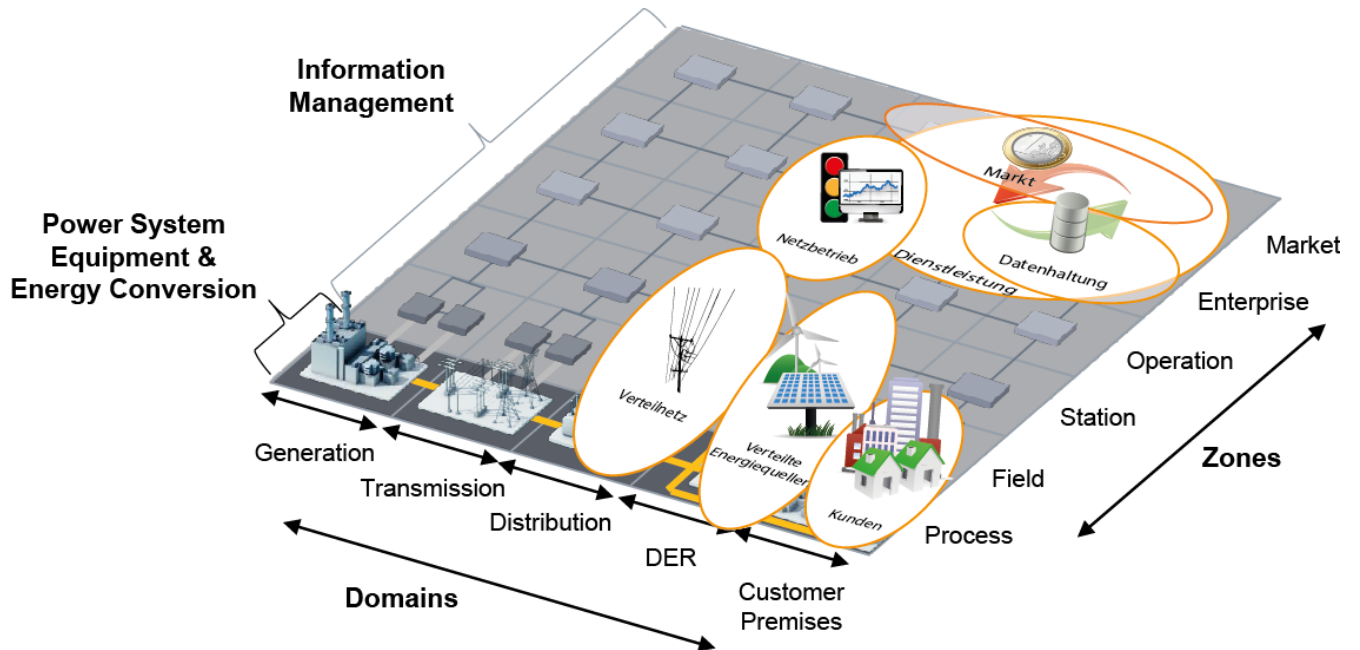 Information
Management
Power System
Equipment &
Energy Conversion
Markt
Netzbetrieb
Dienstleistung
Datenhaltung
Verteilnetz
Verteilte
Energiequellen
Kunden
Market
Enterprise
Operation
Station
Field
Process
Zones
Generation
Transmission
Distribution
DER
Customer
Premises
Domains